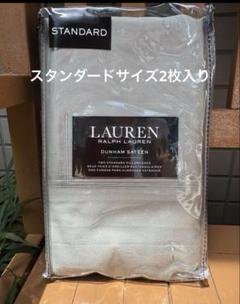 STANDARD
スタンダードサイズ2枚入り
LAUREN
RALPH LAUREN
DUNHAM SATEEN
TWO STANDARD PILLOWCASES